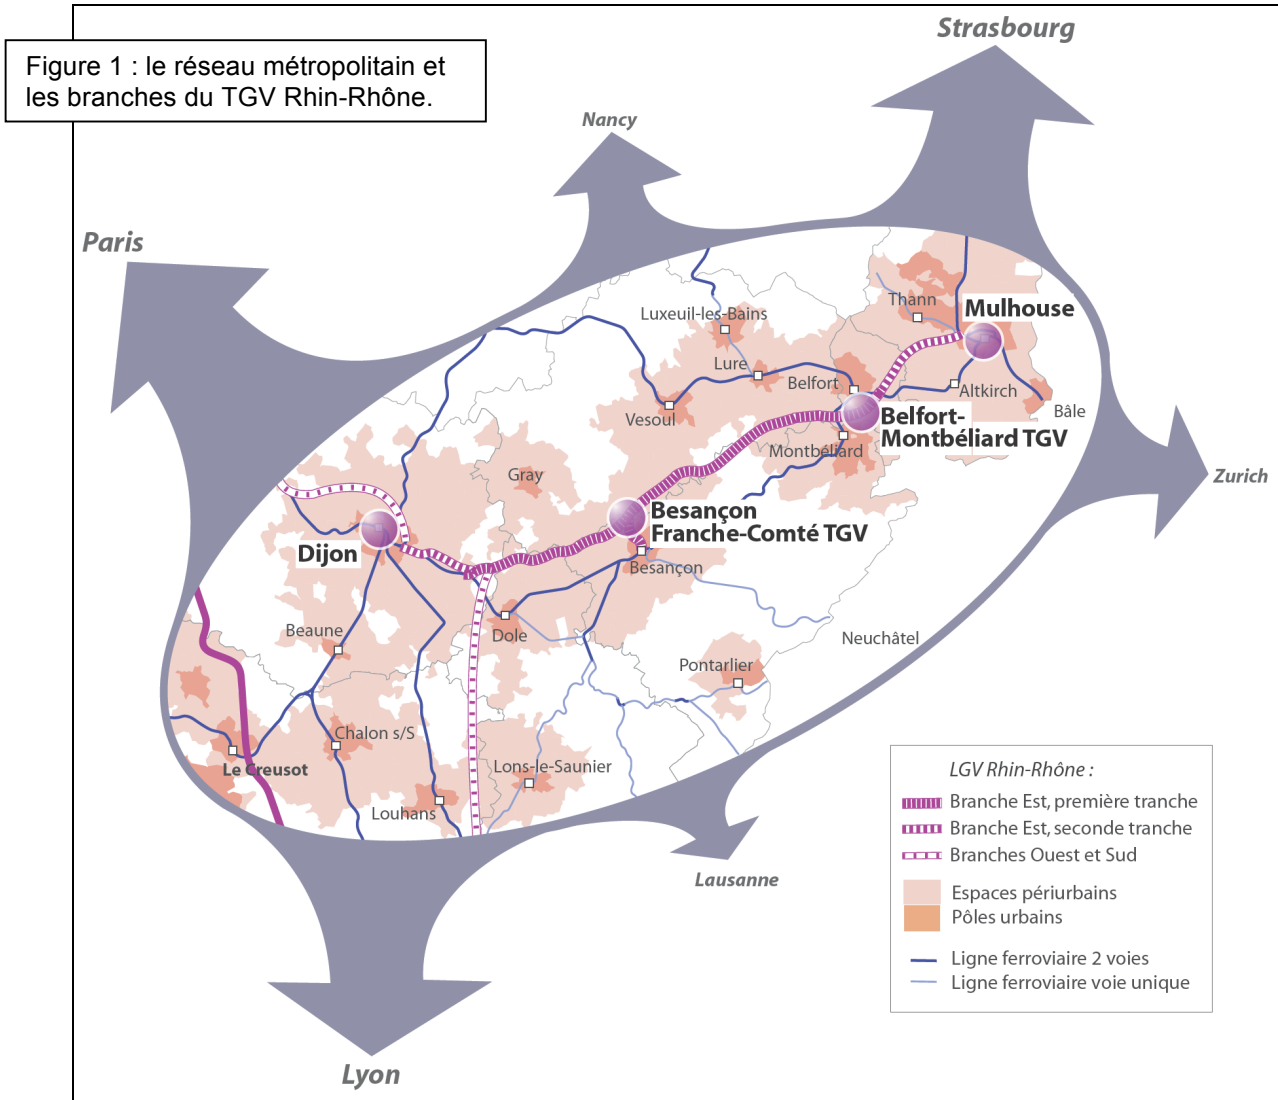 Figure 1 : le réseau métropolitain et
les branches du TGV Rhin-Rhône.
Strasbourg
Nancy
Paris
Luxeuil-les-Bains
Thann
Mulhouse
Lure
Belfort
Altkirch
Bâle
Vesoul
Belfort-
Montbéliard TGV
Montbéliard
Gray
Zurich
Besançon
Franche-Comté TGV
Dijon
Besançon
Beaune
Dole
Neuchâtel
Pontarlier
Chalon s/S
Le Creusot
Lons-le-Saunier
Louhans
Lausanne
Lyon
LGV Rhin-Rhône :
Branche Est, première tranche
Branche Est, seconde tranche
Branches Ouest et Sud
Espaces périurbains
Pôles urbains
Ligne ferroviaire 2 voies
Ligne ferroviaire voie unique